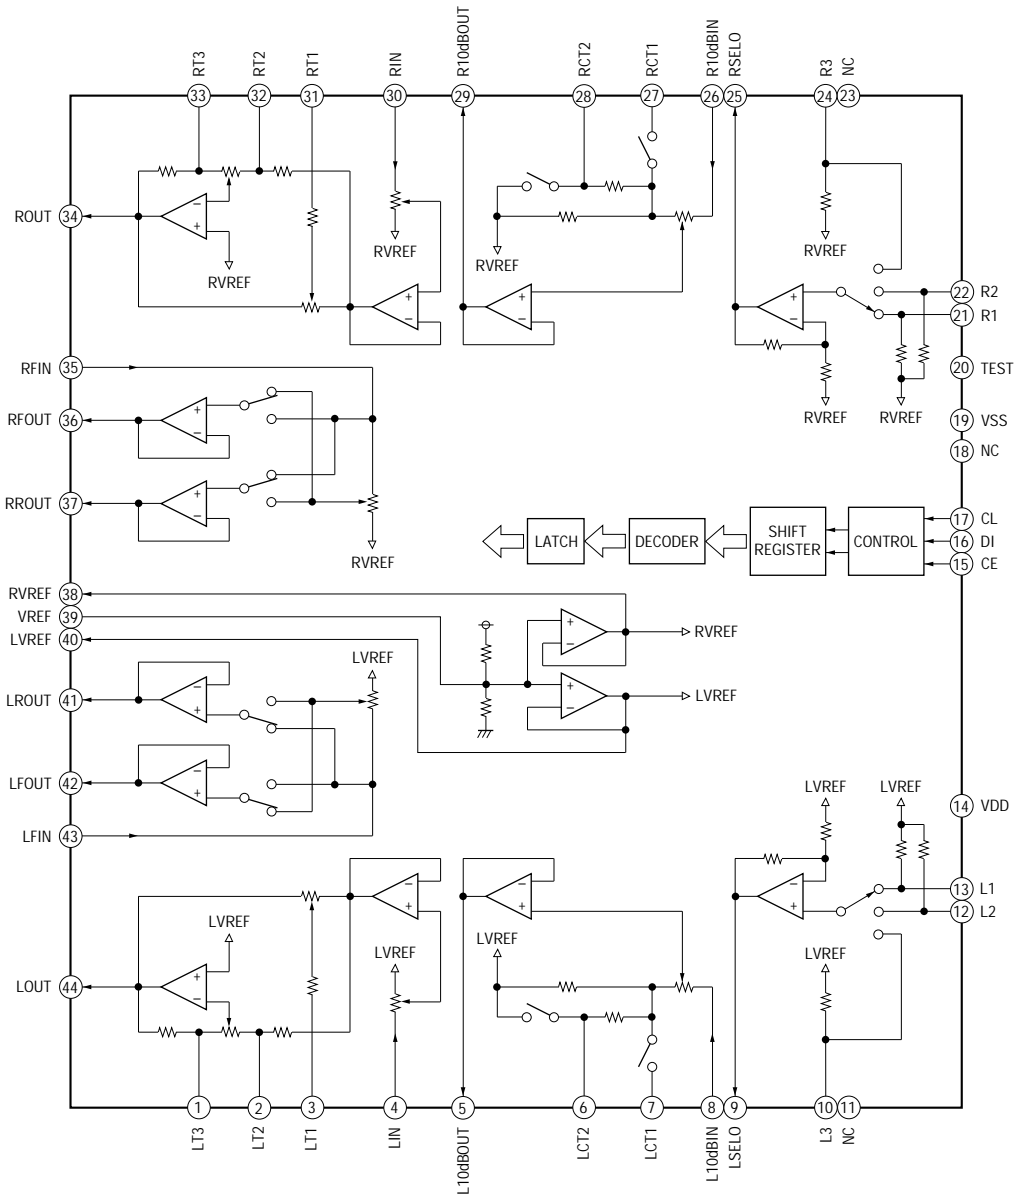 RT3
RT2
RT1
RIN
R10dBOUT
RCT2
RCT1
R10dBIN
RSELO
R3
NC
33
32
31
30
29
28
27
26
25
24
23
ROUT 34
−
+
RVREF
RVREF
+
−
RVREF
+
−
RVREF
+
−
RVREF
RVREF
22 R2
21 R1
20 TEST
19 VSS
18 NC
RFIN 35
RFOUT 36
+
−
RROUT 37
+
−
RVREF
LATCH
DECODER
SHIFT
REGISTER
CONTROL
17 CL
16 DI
15 CE
RVREF 38
VREF 39
LVREF 40
+
−
RVREF
+
−
LVREF
LVREF
LROUT 41
−
+
LFOUT 42
−
+
LFIN 43
LVREF
LVREF
14 VDD
−
+
13 L1
12 L2
LVREF
−
+
LVREF
LVREF
−
+
LVREF
LOUT 44
+
−
1
2
3
4
5
6
7
8
9
10
11
LT3
LT2
LT1
LIN
L10dBOUT
LCT2
LCT1
L10dBIN
LSELO
L3
NC